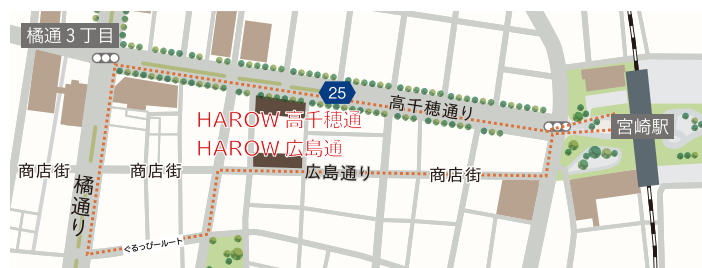 橘通3丁目
25
高千穂通り
HAROW 高千穂通
宮崎駅
HAROW 広島通
商店街
商店街
広島通り
商店街
橘通り
ぐるっぴールート